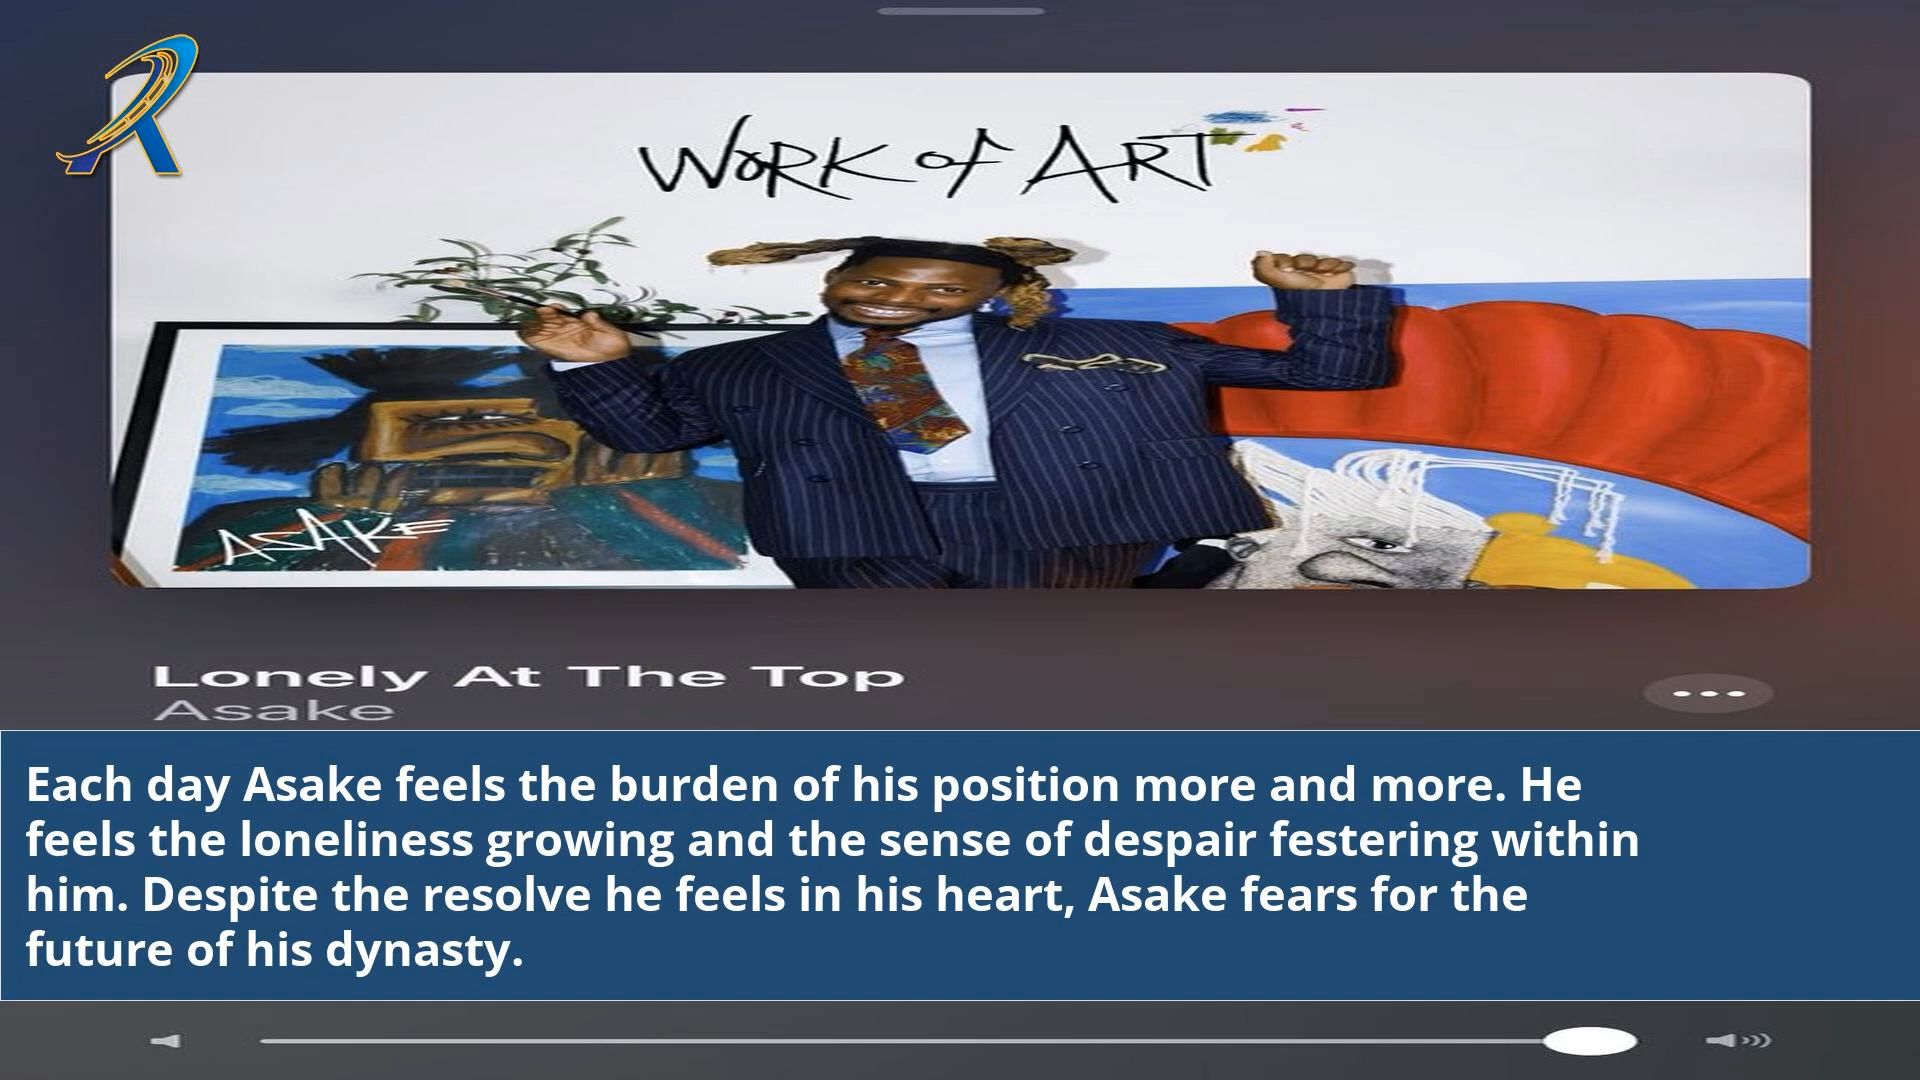 WORK of ART
ASAKE
Lonely At The Top
Asake
Each day Asake feels the burden of his position more and more. He
feels the loneliness growing and the sense of despair festering within
him. Despite the resolve he feels in his heart, Asake fears for the
future of his dynasty.